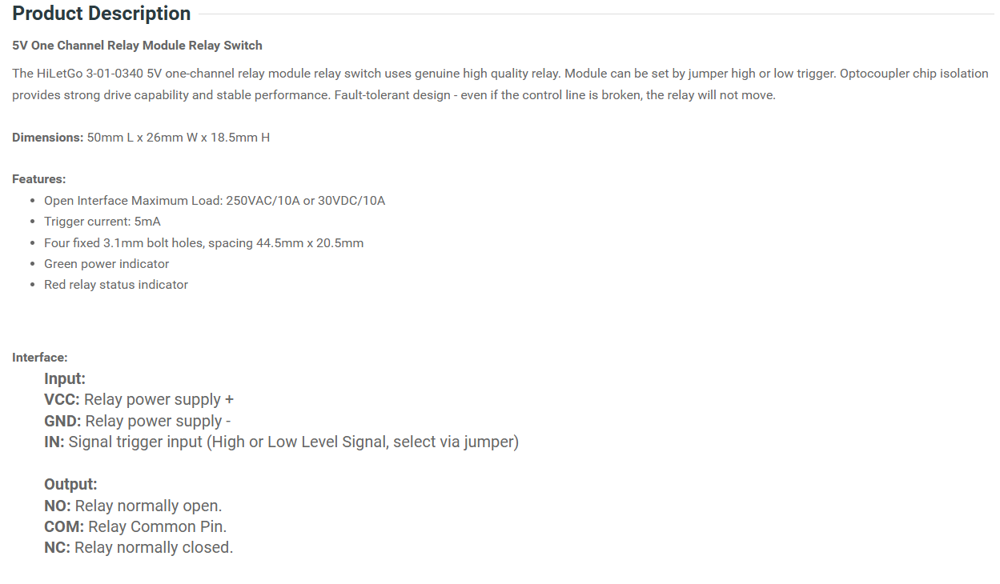 Product Description
5V One Channel Relay Module Relay Switch
The HiLetGo 3-01-0340 5V one-channel relay module relay switch uses genuine high quality relay. Module can be set by jumper high or low trigger. Optocoupler chip isolation
provides strong drive capability and stable performance. Fault-tolerant design - even if the control line is broken, the relay will not move.
Dimensions: 50mm L x 26mm W x 18.5mm H
Features:
• Open Interface Maximum Load: 250VAC/10A or 30VDC/10A
• Trigger current: 5mA
• Four fixed 3.1mm bolt holes, spacing 44.5mm x 20.5mm
• Green power indicator
• Red relay status indicator
Interface:
Input:
VCC: Relay power supply +
GND: Relay power supply -
IN: Signal trigger input (High or Low Level Signal, select via jumper)
Output:
NO: Relay normally open.
COM: Relay Common Pin.
NC: Relay normally closed.